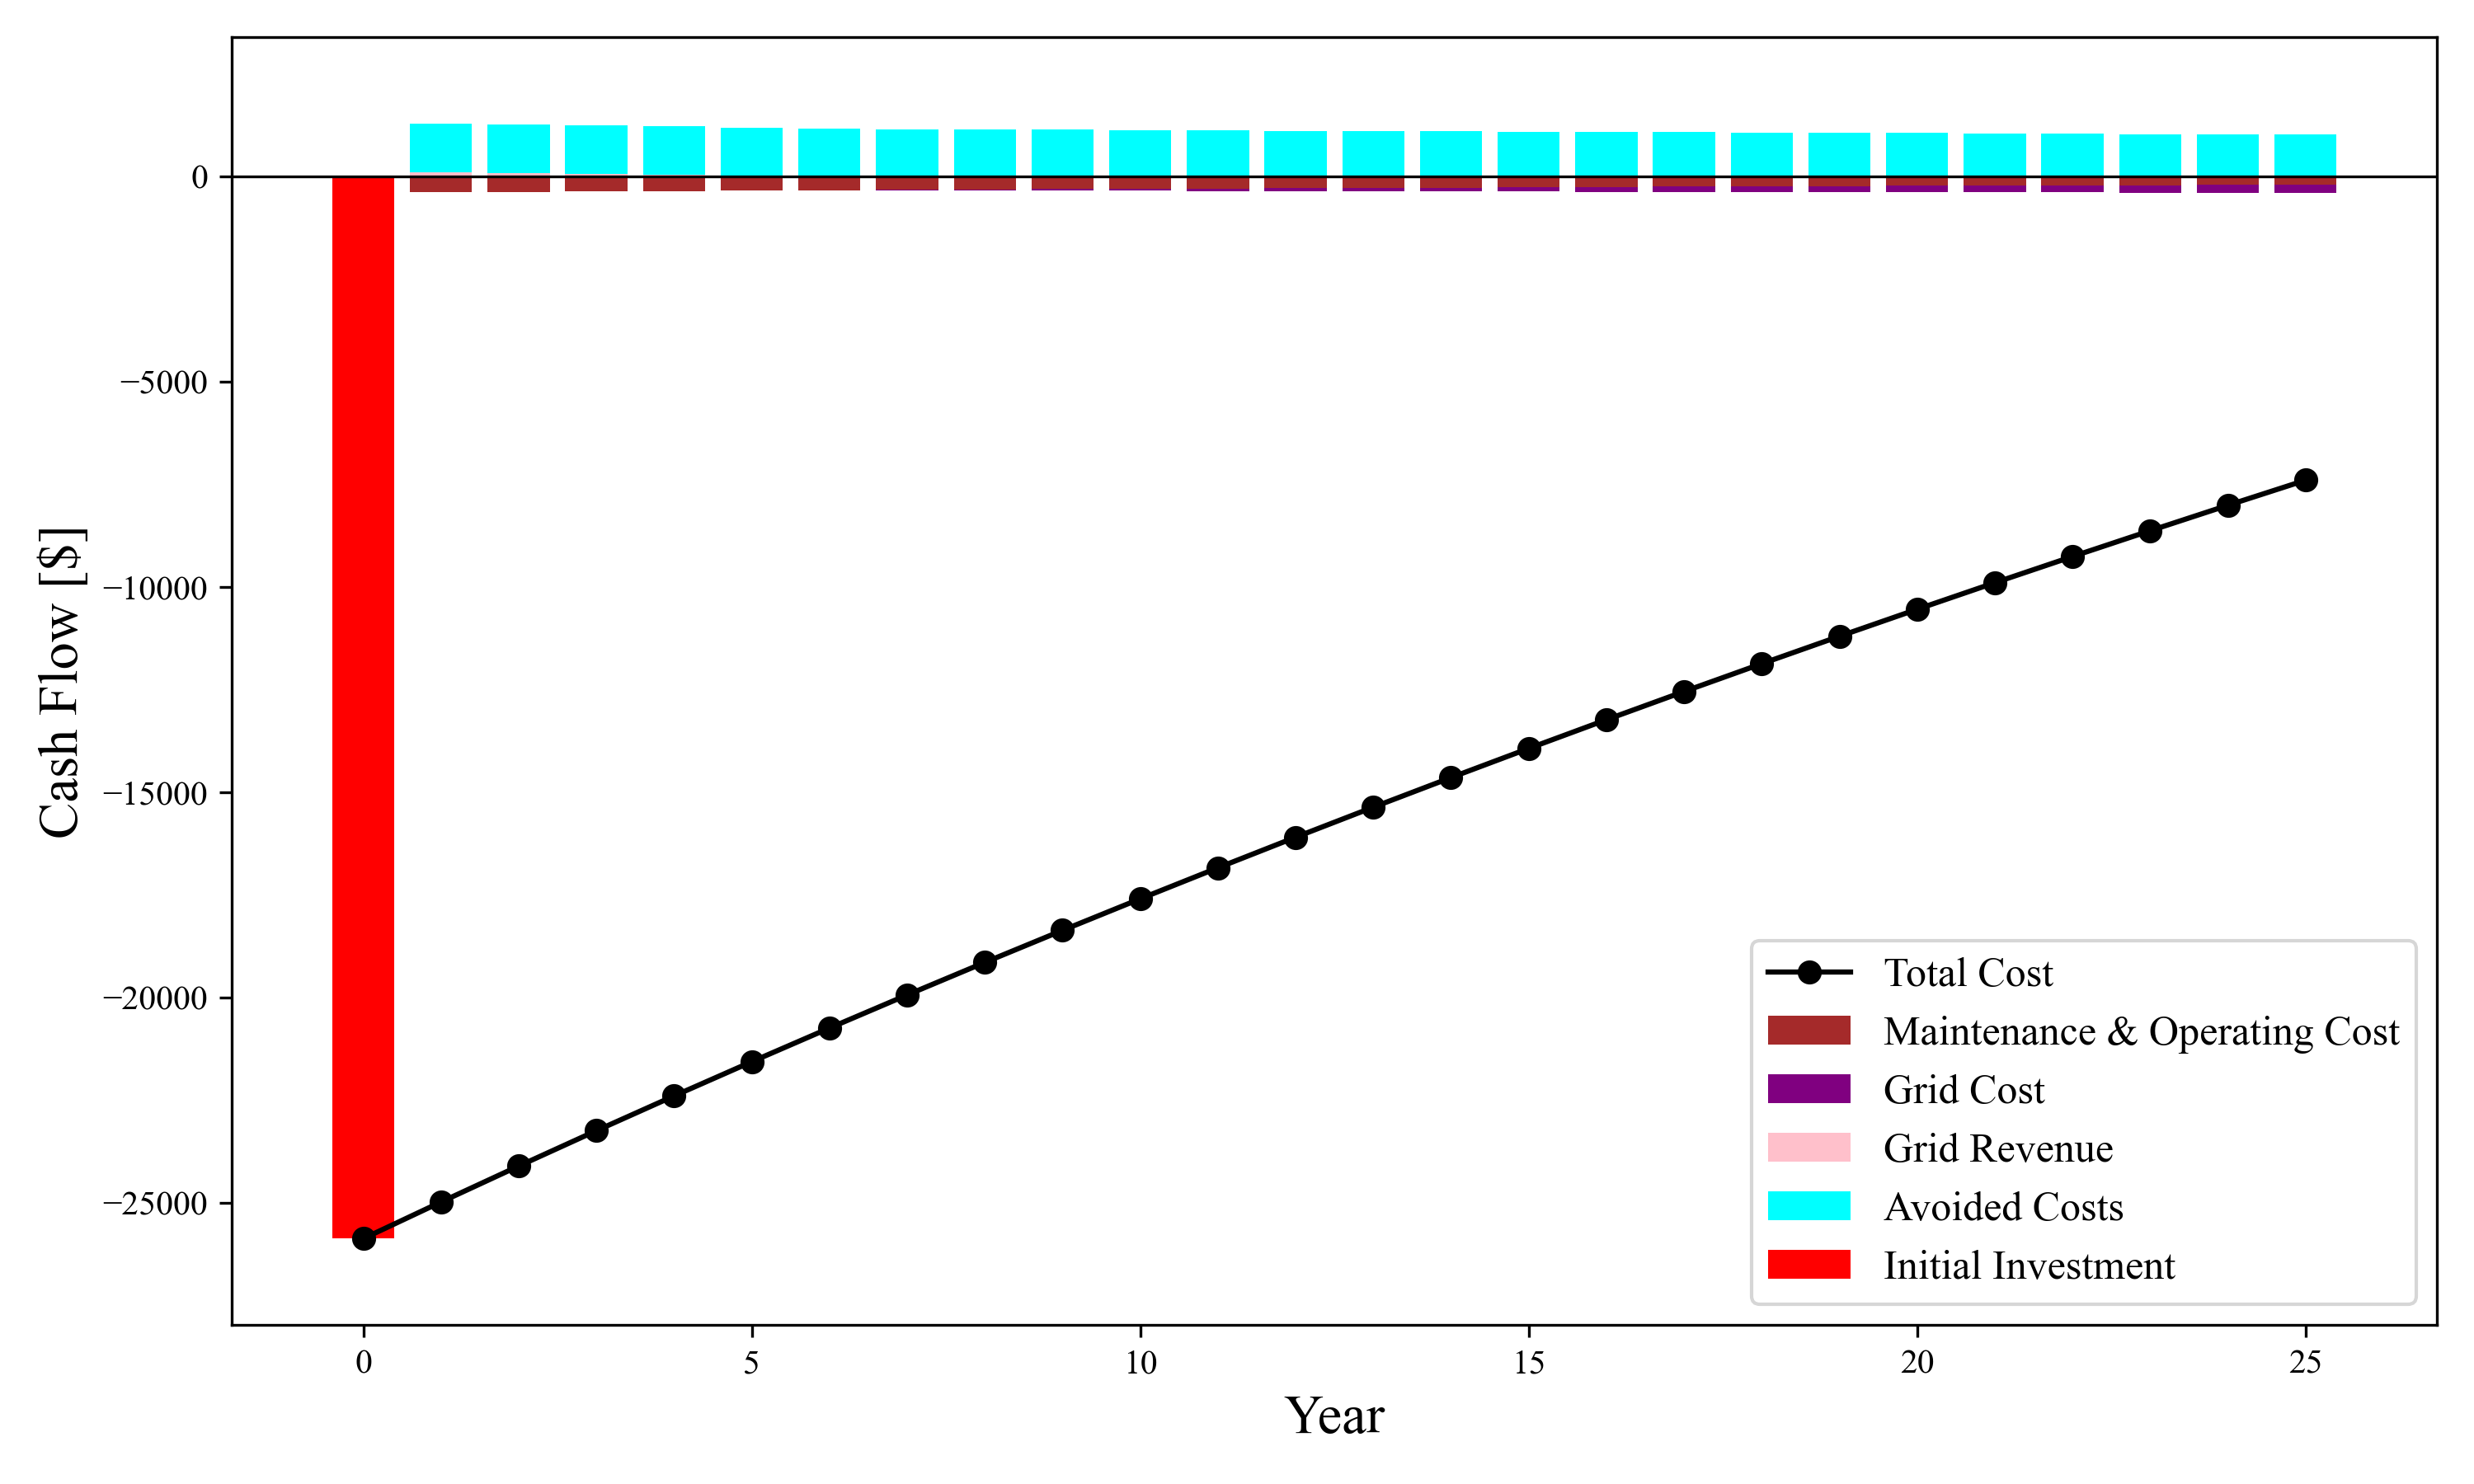 Cash Flow [$]
0
−5000
−10000
−15000
−20000
−25000
0 5 10 15 20 25
Year
Total Cost
Maintenance & Operating Cost
Grid Cost
Grid Revenue
Avoided Costs
Initial Investment